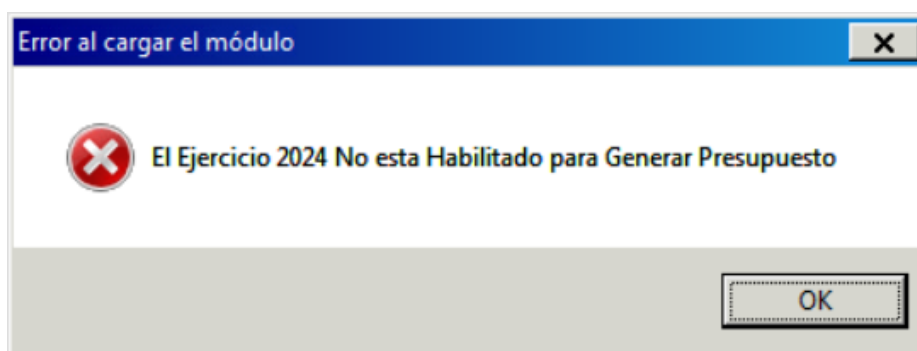 Error al cargar el módulo
El Ejercicio 2024 No esta Habilitado para Generar Presupuesto
OK